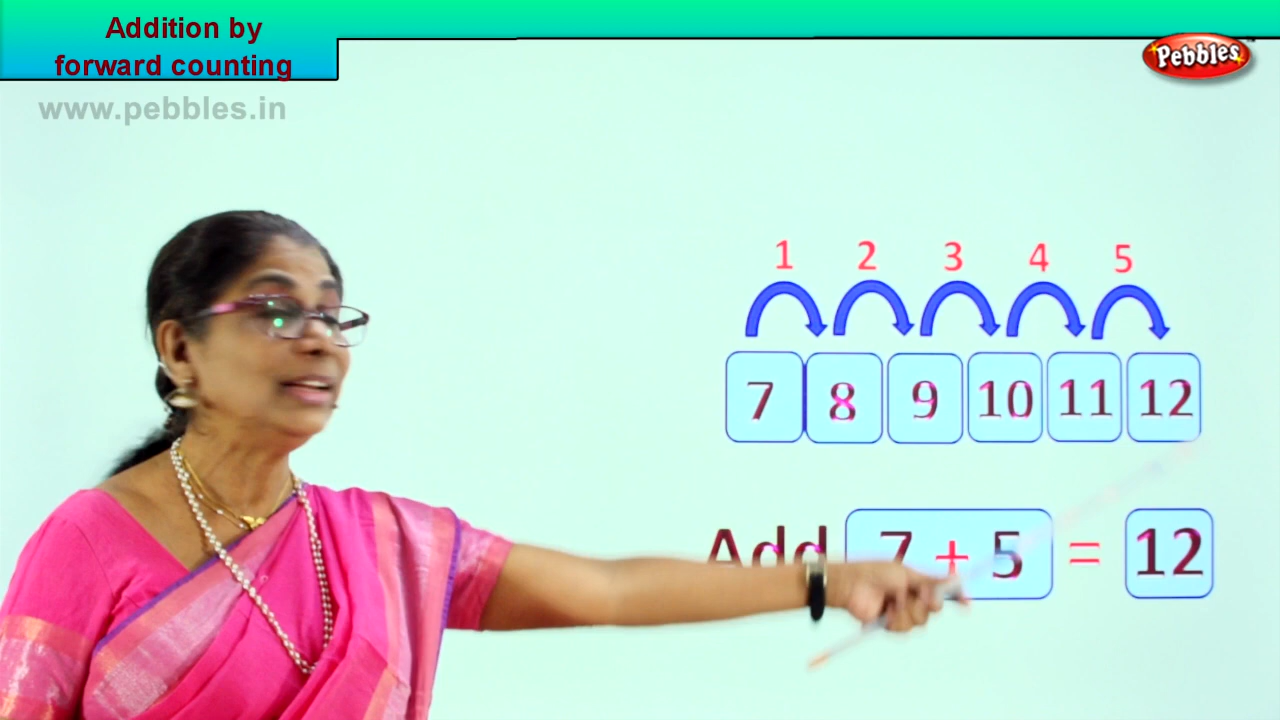 Addition by
forward counting
Pebbles
www.pebbles.in
1 2 3 4 5
7 8 9 10 11 12
Add 7 + 5 = 12